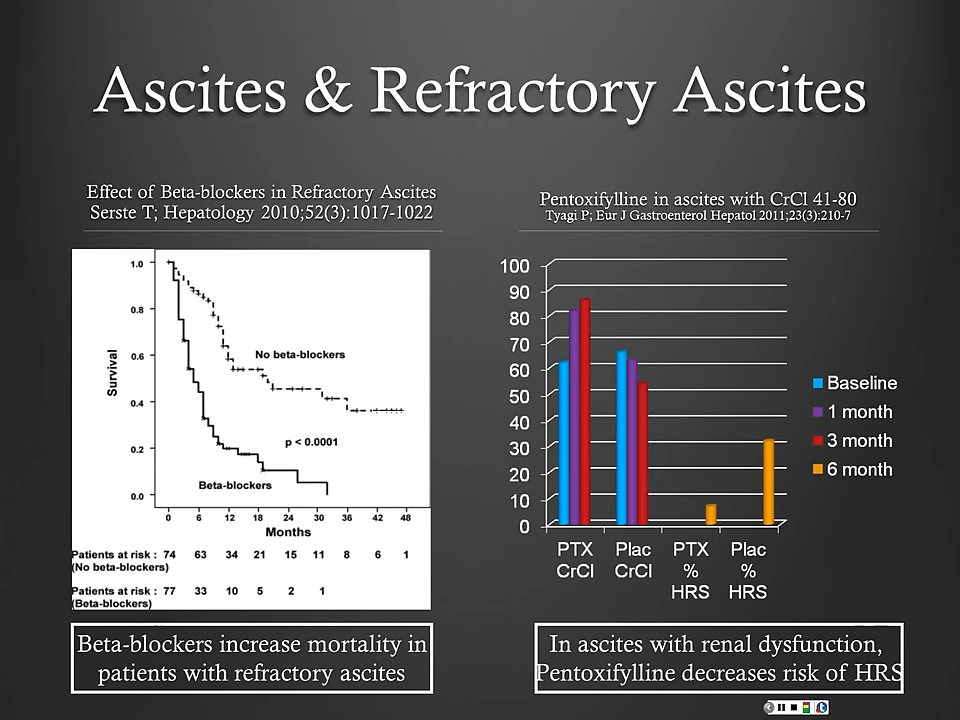 Ascites & Refractory Ascites
Effect of Beta-blockers in Refractory Ascites
Serste T; Hepatology 2010;52(3):1017-1022
Survival
1.0
0.8
0.6
0.4
0.2
0.0
No beta-blockers
p < 0.0001
Beta-blockers
0 6 12 18 24 30 36 42 48
Months
Patients at risk : 74 63 34 21 15 11 8 6 1
(No beta-blockers)
Patients at risk : 77 33 10 5 2 1
(Beta-blockers)
Beta-blockers increase mortality in
patients with refractory ascites
Pentoxifylline in ascites with CrCl 41-80
Tyagi P; Eur J Gastroenterol Hepatol 2011;23(3):210-7
100
90
80
70
60
50
40
30
20
10
0
PTX Plac PTX Plac
CrCl CrCl % %
HRS HRS
Baseline
1 month
3 month
6 month
In ascites with renal dysfunction,
Pentoxifylline decreases risk of HRS